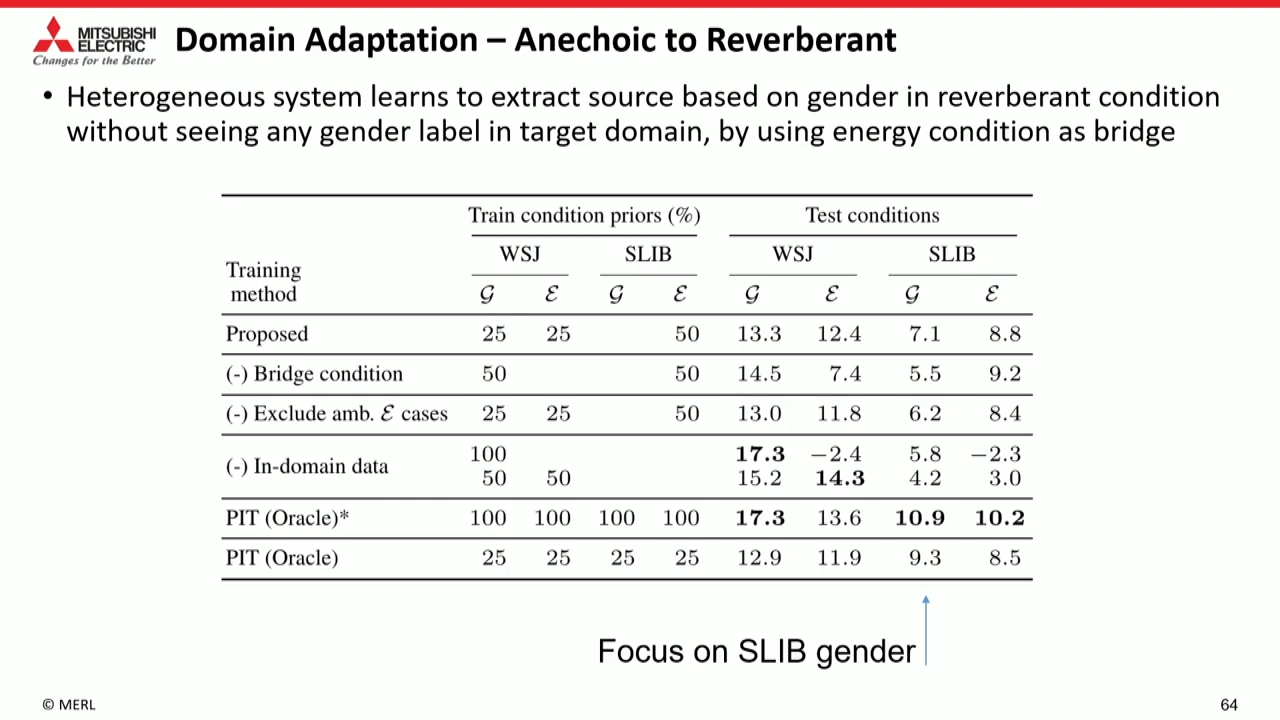 MITSUBISHI
ELECTRIC
Changes for the Better
Domain Adaptation – Anechoic to Reverberant
• Heterogeneous system learns to extract source based on gender in reverberant condition
without seeing any gender label in target domain, by using energy condition as bridge
Train condition priors (%) Test conditions
WSJ SLIB WSJ SLIB
Training
method 𝒢 ℰ 𝒢 ℰ 𝒢 ℰ 𝒢 ℰ
Proposed 25 25 50 13.3 12.4 7.1 8.8
(-) Bridge condition 50 50 14.5 7.4 5.5 9.2
(-) Exclude amb. ℰ cases 25 25 50 13.0 11.8 6.2 8.4
(-) In-domain data
100 17.3 −2.4 5.8 −2.3
50 50 15.2 14.3 4.2 3.0
PIT (Oracle)* 100 100 100 100 17.3 13.6 10.9 10.2
PIT (Oracle) 25 25 25 25 12.9 11.9 9.3 8.5
Focus on SLIB gender
© MERL
64